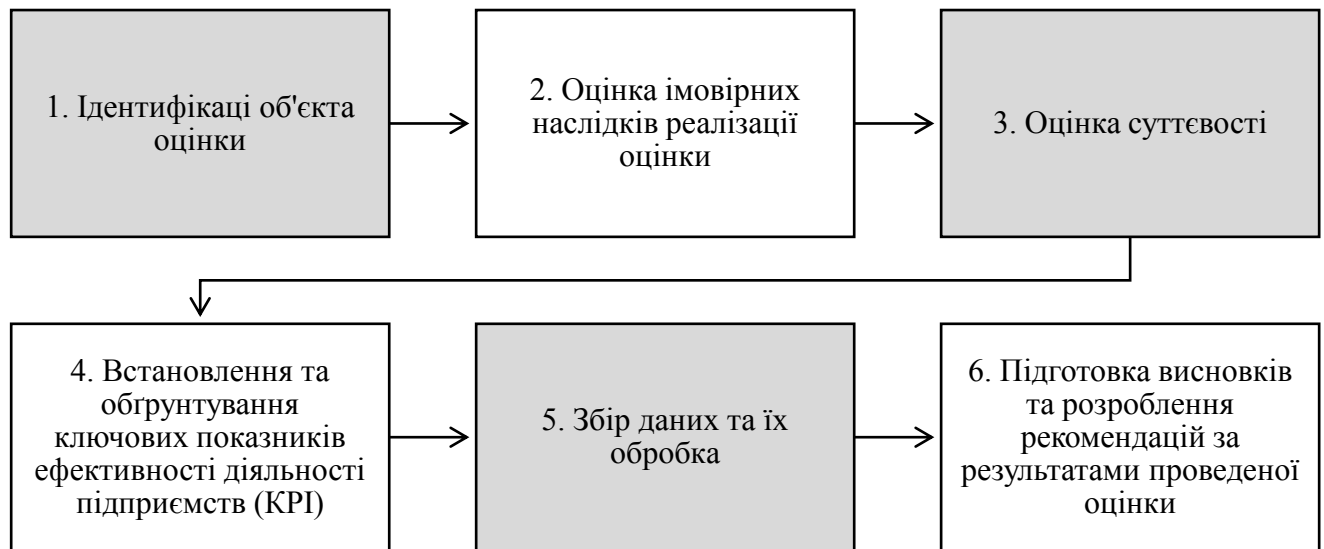 1. Ідентифікаці об'єкта
оцінки
2. Оцінка імовірних
наслідків реалізації
оцінки
3. Оцінка суттєвості
4. Встановлення та
обґрунтування
ключових показників
ефективності діяльності
підприємств (KPI)
5. Збір даних та їх
обробка
6. Підготовка висновків
та розроблення
рекомендацій за
результатами проведеної
оцінки